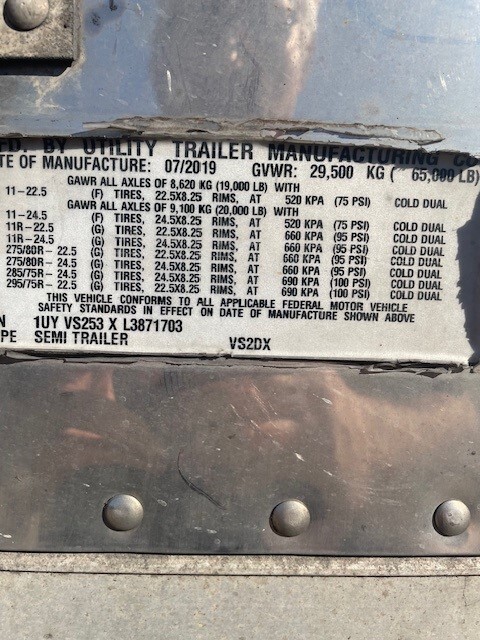 FD. BY UTILITY TRAILER MANUFACTURING CO
TE OF MANUFACTURE: 07/2019 GVWR: 29,500 KG ( 65,000 LB)
GAWR ALL AXLES OF 8,620 KG (19,000 LB) WITH
11-22.5 (F) TIRES, 22.5X8.25 RIMS, AT 520 KPA (75 PSI) COLD DUAL
GAWR ALL AXLES OF 9,100 KG (20,000 LB) WITH
11-24.5 (F) TIRES, 24.5X8.25 RIMS, AT 520 KPA (75 PSI) COLD DUAL
11R-22.5 (G) TIRES, 22.5X8.25 RIMS, AT 660 KPA (95 PSI) COLD DUAL
11R-24.5 (G) TIRES, 24.5X8.25 RIMS, AT 660 KPA (95 PSI) COLD DUAL
275/80R-22.5 (G) TIRES, 22.5X8.25 RIMS, AT 660 KPA (95 PSI) COLD DUAL
275/80R-24.5 (G) TIRES, 24.5X8.25 RIMS, AT 660 KPA (95 PSI) COLD DUAL
285/75R-24.5 (G) TIRES, 24.5X8.25 RIMS, AT 690 KPA (100 PSI) COLD DUAL
295/75R-22.5 (G) TIRES, 22.5X8.25 RIMS, AT 690 KPA (100 PSI) COLD DUAL
THIS VEHICLE CONFORMS TO ALL APPLICABLE FEDERAL MOTOR VEHICLE
SAFETY STANDARDS IN EFFECT ON DATE OF MANUFACTURE SHOWN ABOVE
N 1UY VS253 X L3871703
PE SEMI TRAILER VS2DX